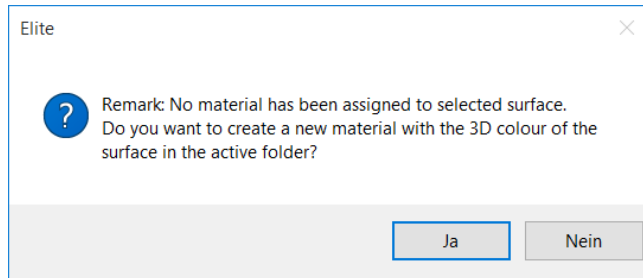 Elite
?
Remark: No material has been assigned to selected surface.
Do you want to create a new material with the 3D colour of the
surface in the active folder?
Ja
Nein